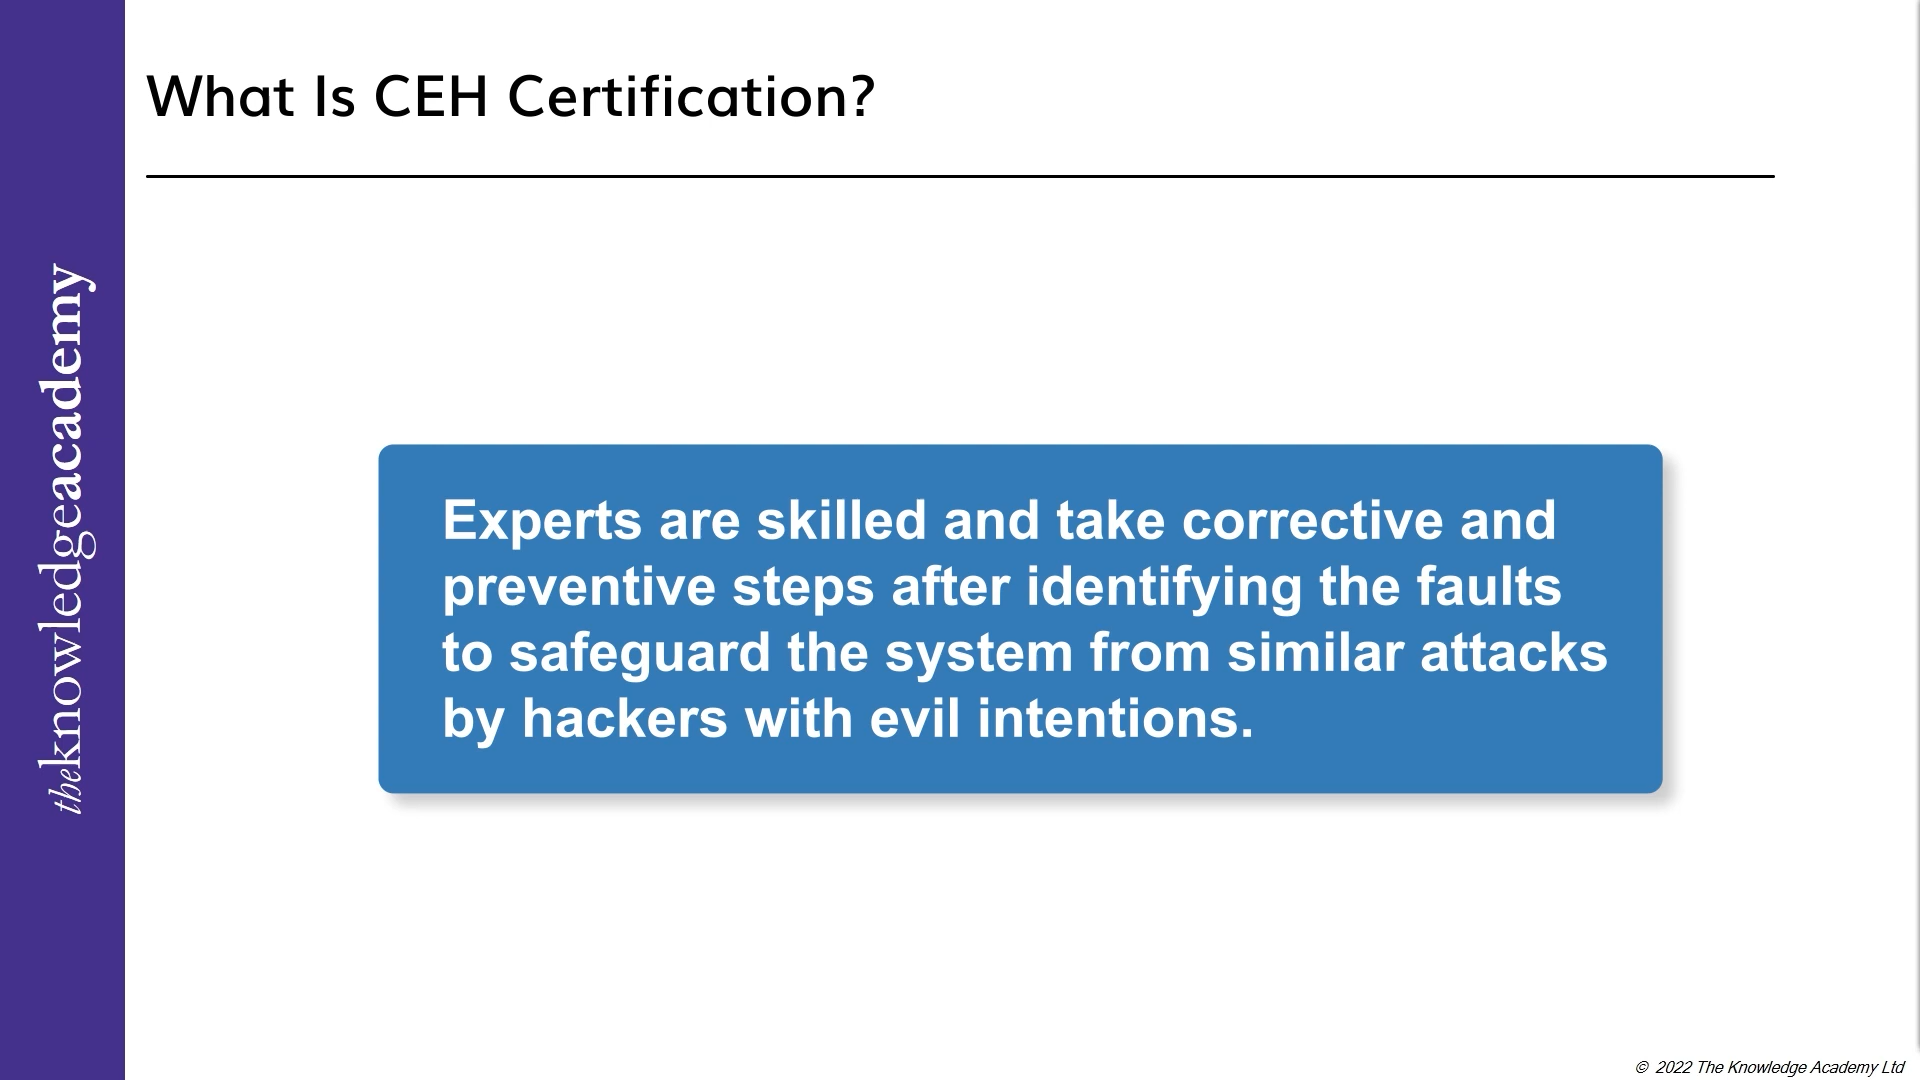 What Is CEH Certification?
theknowledgeacademy
Experts are skilled and take corrective and
preventive steps after identifying the faults
to safeguard the system from similar attacks
by hackers with evil intentions.
© 2022 The Knowledge Academy Ltd